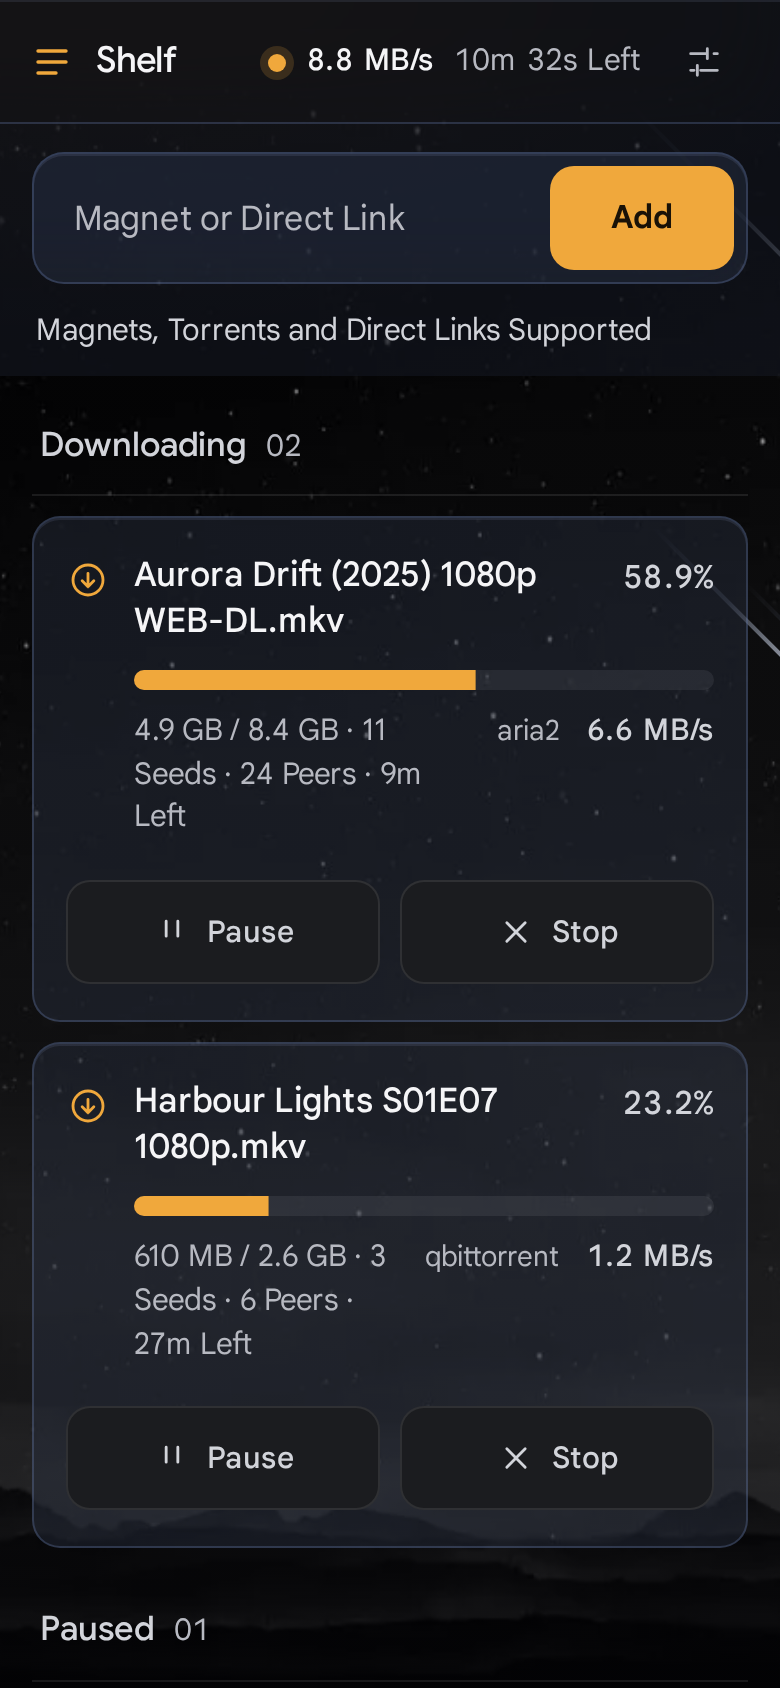 Shelf 8.8 MB/s 10m 32s Left
Magnet or Direct Link Add
Magnets, Torrents and Direct Links Supported
Downloading 02
Aurora Drift (2025) 1080p 58.9%
WEB-DL.mkv
4.9 GB / 8.4 GB · 11 aria2 6.6 MB/s
Seeds · 24 Peers · 9m
Left
Pause Stop
Harbour Lights S01E07 23.2%
1080p.mkv
610 MB / 2.6 GB · 3 qbittorrent 1.2 MB/s
Seeds · 6 Peers ·
27m Left
Pause Stop
Paused 01